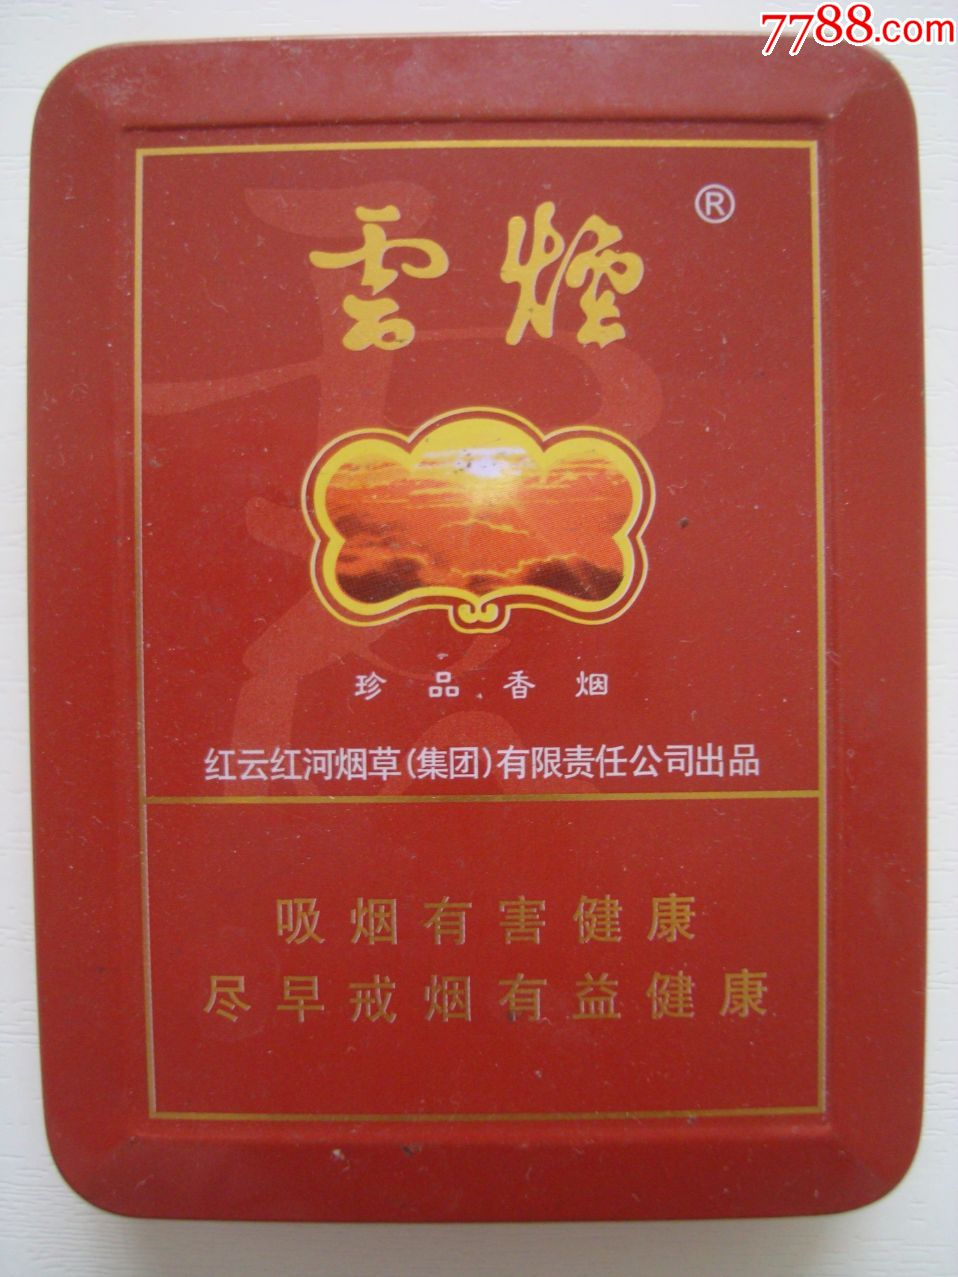 7788.com
雲煙®
珍品香烟
红云红河烟草(集团)有限责任公司出品
吸烟有害健康
尽早戒烟有益健康